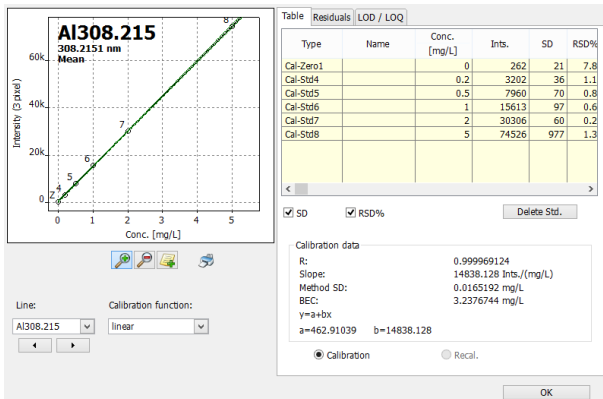 Al308.215
308.2151 nm
Mean
Intensity (3 pixel)
60k
40k
20k
0
Z
4
5
6
7
8
0 1 2 3 4 5
Conc. [mg/L]
Line: Calibration function:
Al308.215 linear
Table Residuals LOD / LOQ
Type Name Conc. [mg/L] Ints. SD RSD%
Cal-Zero1 0 262 21 7.8
Cal-Std4 0.2 3202 36 1.1
Cal-Std5 0.5 7960 70 0.8
Cal-Std6 1 15613 97 0.6
Cal-Std7 2 30306 60 0.2
Cal-Std8 5 74526 977 1.3
SD RSD% Delete Std.
Calibration data
R: 0.999969124
Slope: 14838.128 Ints./(mg/L)
Method SD: 0.0165192 mg/L
BEC: 3.2376744 mg/L
y=a+bx
a=462.91039 b=14838.128
Calibration Recal.
OK